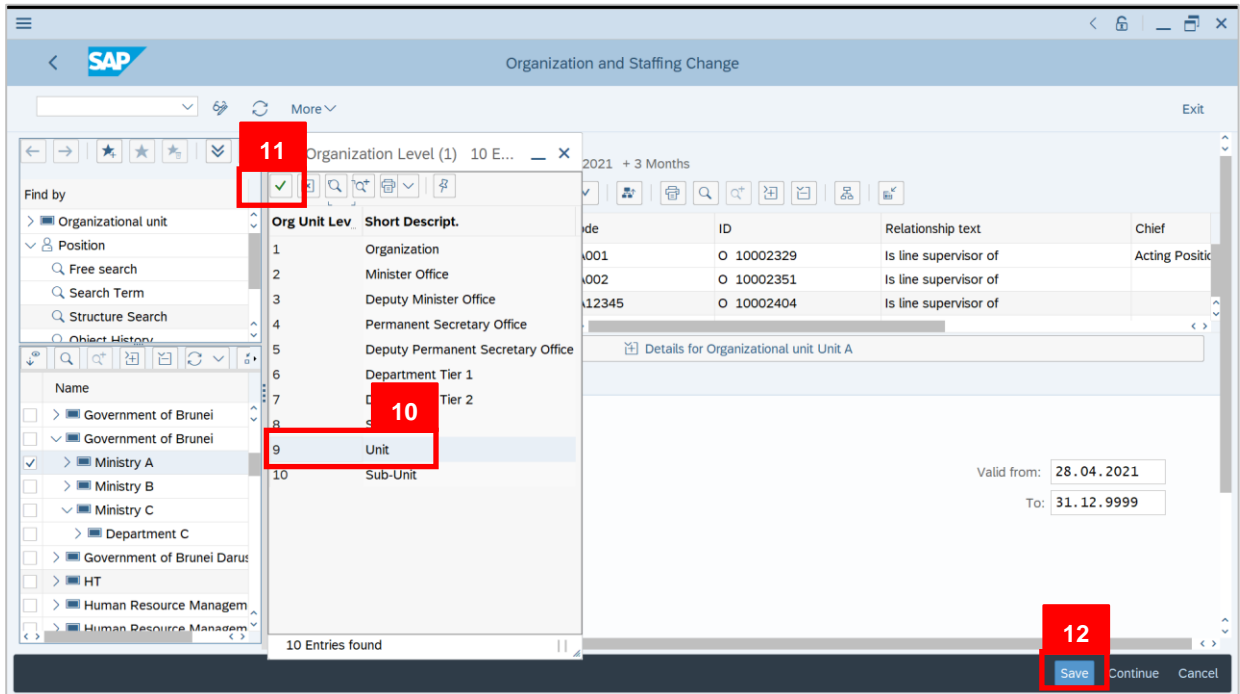 SAP
Organization and Staffing Change
More
Exit
11
Organization Level (1) 10 E...
2021 + 3 Months
Find by
Organizational unit
Position
Free search
Search Term
Structure Search
Object History
Org Unit Lev Short Descript.
1 Organization
2 Minister Office
3 Deputy Minister Office
4 Permanent Secretary Office
5 Deputy Permanent Secretary Office
6 Department Tier 1
7 Tier 2
8
10
9 Unit
10 Sub-Unit
10 Entries found
ID Relationship text Chief
A001 O 10002329 Is line supervisor of Acting Positic
A002 O 10002351 Is line supervisor of
A12345 O 10002404 Is line supervisor of
Details for Organizational unit Unit A
Name
Government of Brunei
Government of Brunei
Ministry A
Ministry B
Ministry C
Department C
Government of Brunei Darus
HT
Human Resource Managem
Human Resource Managem
Valid from: 28.04.2021
To: 31.12.9999
12
Save Continue Cancel